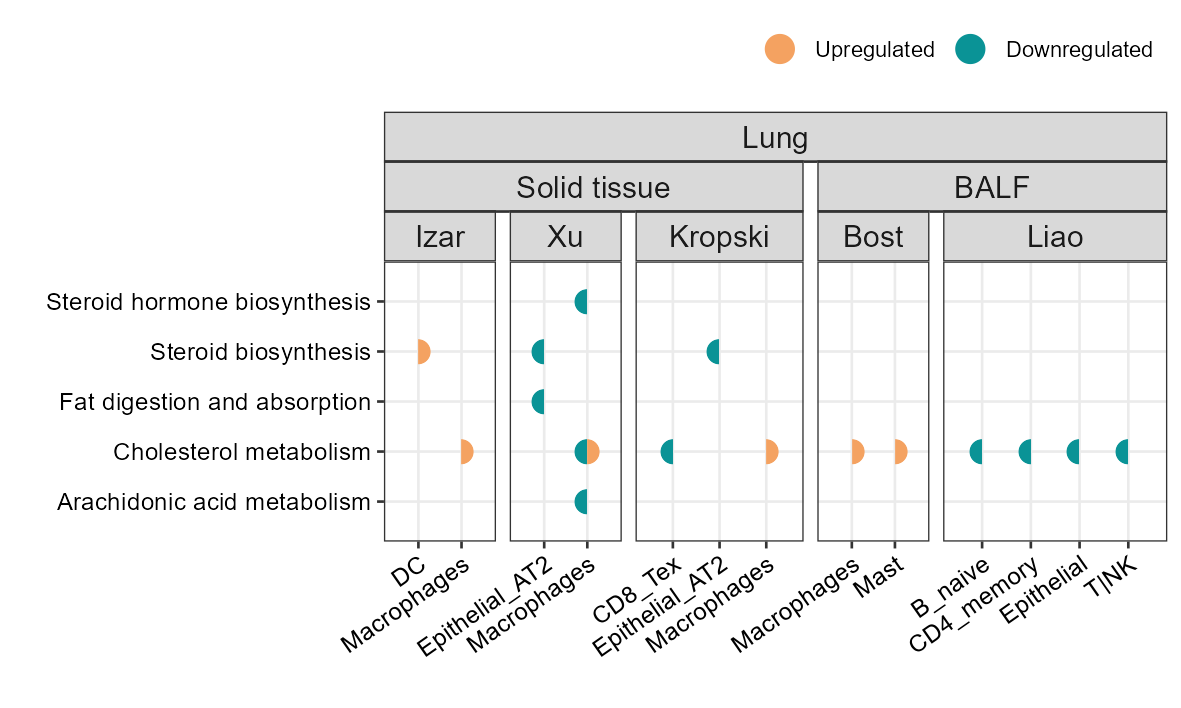 Upregulated Downregulated
Lung
Solid tissue BALF
Izar Xu Kropski Bost Liao
Steroid hormone biosynthesis
Steroid biosynthesis
Fat digestion and absorption
Cholesterol metabolism
Arachidonic acid metabolism
DC
Macrophages
Epithelial_AT2
Macrophages
CD8_Tex
Epithelial_AT2
Macrophages
Macrophages
Mast
B_naive
CD4_memory
Epithelial
T|NK